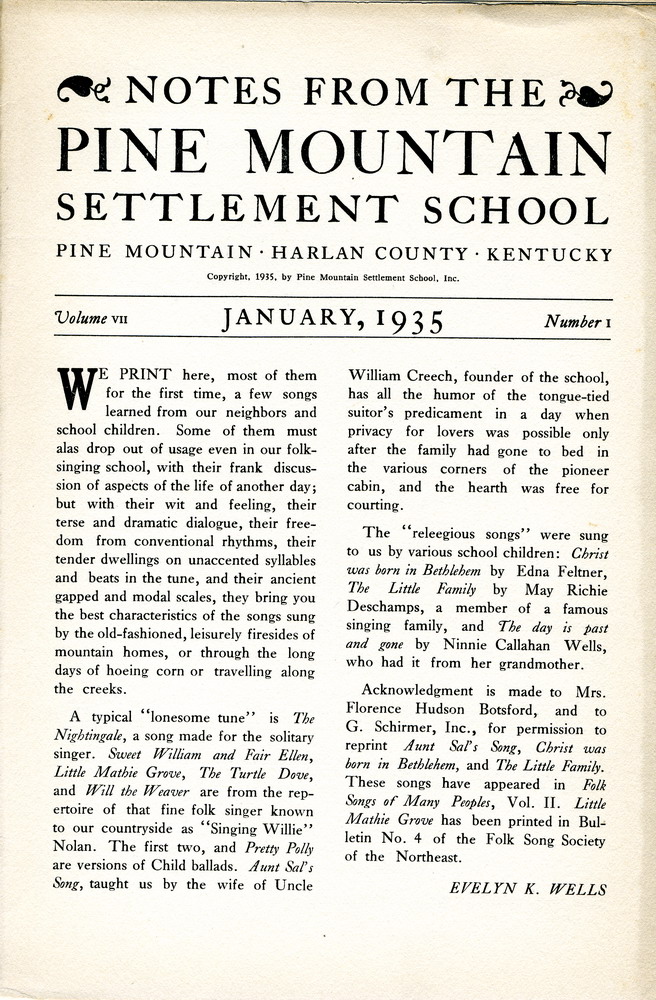 NOTES FROM THE
PINE MOUNTAIN
SETTLEMENT SCHOOL
PINE MOUNTAIN · HARLAN COUNTY · KENTUCKY
Copyright, 1935, by Pine Mountain Settlement School, Inc.
Volume VII JANUARY, 1935 Number 1
WE PRINT here, most of them
for the first time, a few songs
learned from our neighbors and
school children. Some of them must
alas drop out of usage even in our folk-
singing school, with their frank discus-
sion of aspects of the life of another day;
but with their wit and feeling, their
terse and dramatic dialogue, their free-
dom from conventional rhythms, their
tender dwellings on unaccented syllables
and beats in the tune, and their ancient
gapped and modal scales, they bring you
the best characteristics of the songs sung
by the old-fashioned, leisurely firesides of
mountain homes, or through the long
days of hoeing corn or travelling along
the creeks.
A typical "lonesome tune" is The
Nightingale, a song made for the solitary
singer. Sweet William and Fair Ellen,
Little Mathie Grove, The Turtle Dove,
and Will the Weaver are from the rep-
ertoire of that fine folk singer known
to our countryside as "Singing Willie"
Nolan. The first two, and Pretty Polly
are versions of Child ballads. Aunt Sal's
Song, taught us by the wife of Uncle
William Creech, founder of the school,
has all the humor of the tongue-tied
suitor's predicament in a day when
privacy for lovers was possible only
after the family had gone to bed in
the various corners of the pioneer
cabin, and the hearth was free for
courting.
The "releegious songs" were sung
to us by various school children: Christ
was born in Bethlehem by Edna Feltner,
The Little Family by May Richie
Deschamps, a member of a famous
singing family, and The day is past
and gone by Ninnie Callahan Wells,
who had it from her grandmother.
Acknowledgment is made to Mrs.
Florence Hudson Botsford, and to
G. Schirmer, Inc., for permission to
reprint Aunt Sal's Song, Christ was
born in Bethlehem, and The Little Family.
These songs have appeared in Folk
Songs of Many Peoples, Vol. II. Little
Mathie Grove has been printed in Bul-
letin No. 4 of the Folk Song Society
of the Northeast.
EVELYN K. WELLS